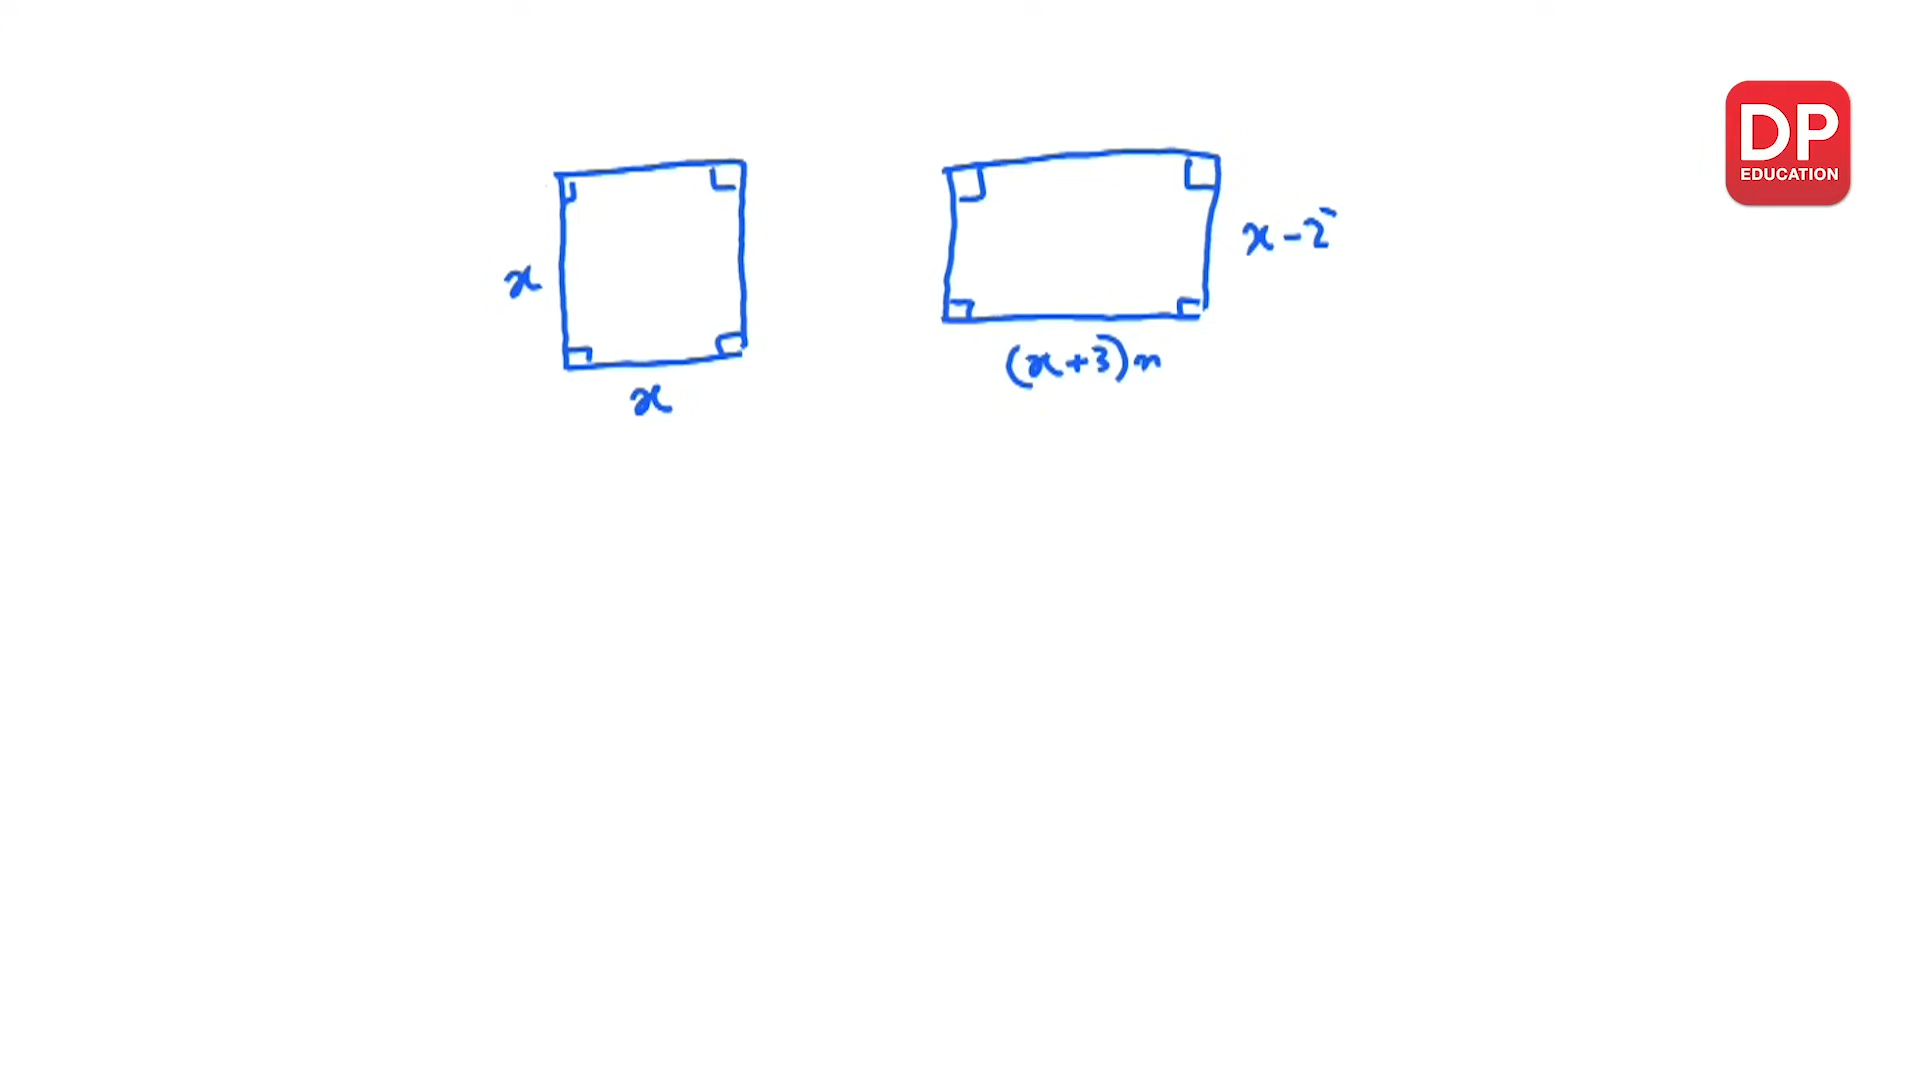 DP
EDUCATION
x
x
x-2
(x+3)m